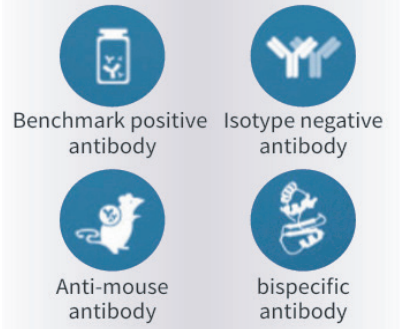 Benchmark positive
antibody
Isotype negative
antibody
Anti-mouse
antibody
bispecific
antibody